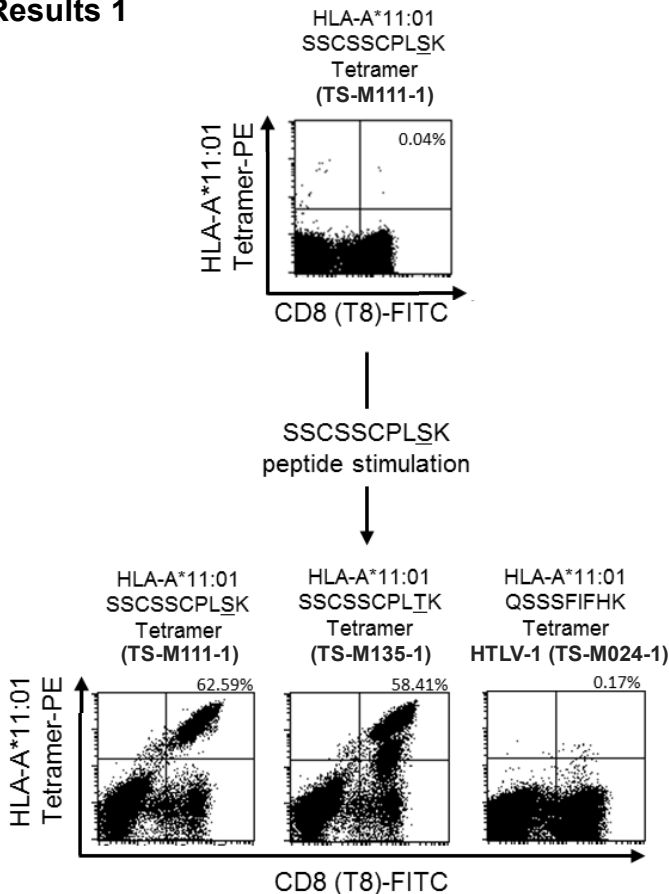 Results 1
HLA-A*11:01
SSCSSCPLSK
Tetramer
(TS-M111-1)
0.04%
HLA-A*11:01
Tetramer-PE
CD8 (T8)-FITC
SSCSSCPLSK
peptide stimulation
HLA-A*11:01
SSCSSCPLSK
Tetramer
(TS-M111-1)
HLA-A*11:01
SSCSSCPLTK
Tetramer
(TS-M135-1)
HLA-A*11:01
QSSSFIFHK
Tetramer
HTLV-1 (TS-M024-1)
62.59%
58.41%
0.17%
HLA-A*11:01
Tetramer-PE
CD8 (T8)-FITC